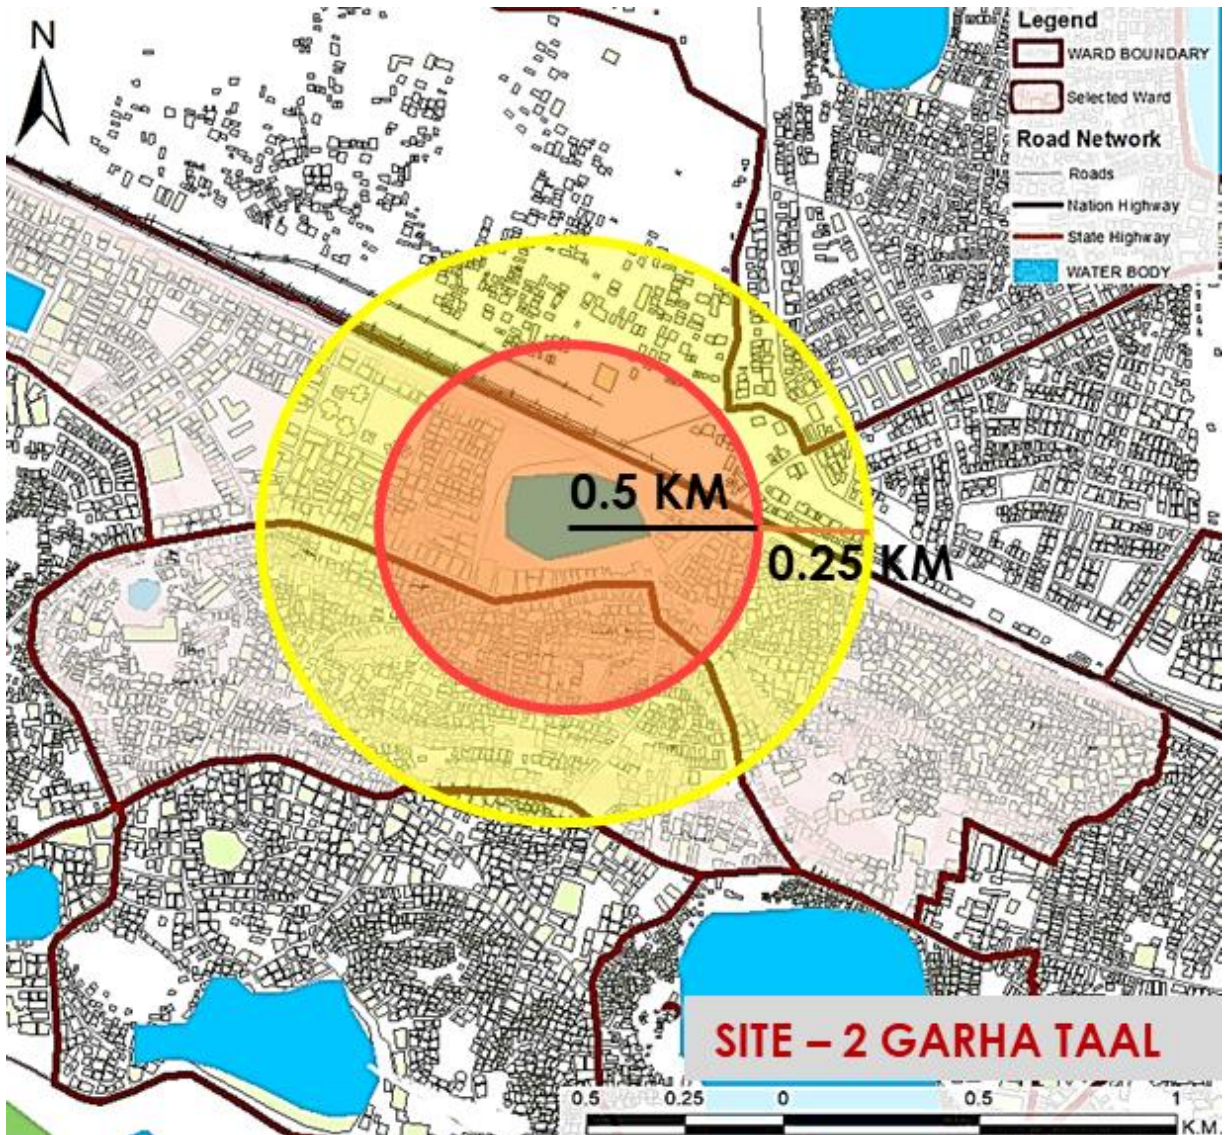 N
Legend
WARD BOUNDARY
Selected Ward
Road Network
Roads
Nation Highway
State Highway
WATER BODY
0.5 KM
0.25 KM
SITE – 2 GARHA TAAL
0.5 0.25 0 0.5 1
K.M.